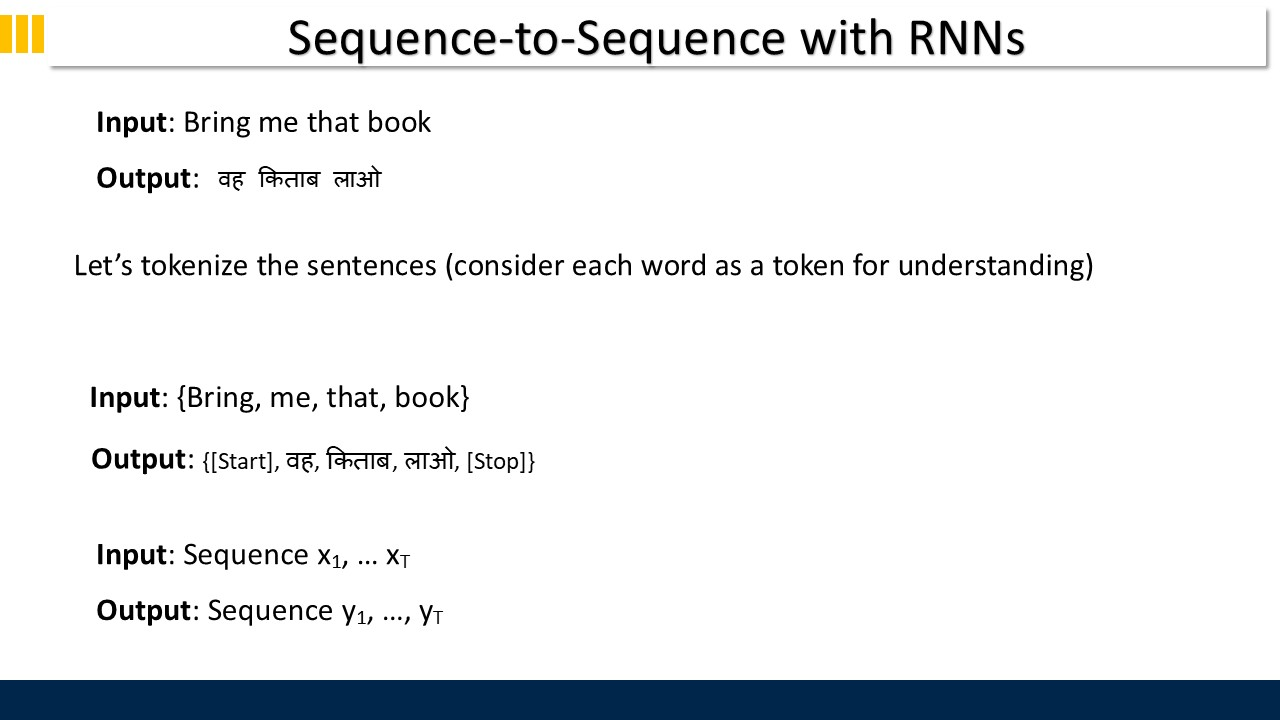 Sequence-to-Sequence with RNNs
Input: Bring me that book
Output: वह किताब लाओ
Let’s tokenize the sentences (consider each word as a token for understanding)
Input: {Bring, me, that, book}
Output: {[Start], वह, किताब, लाओ, [Stop]}
Input: Sequence x₁, … x_T
Output: Sequence y₁, …, y_T